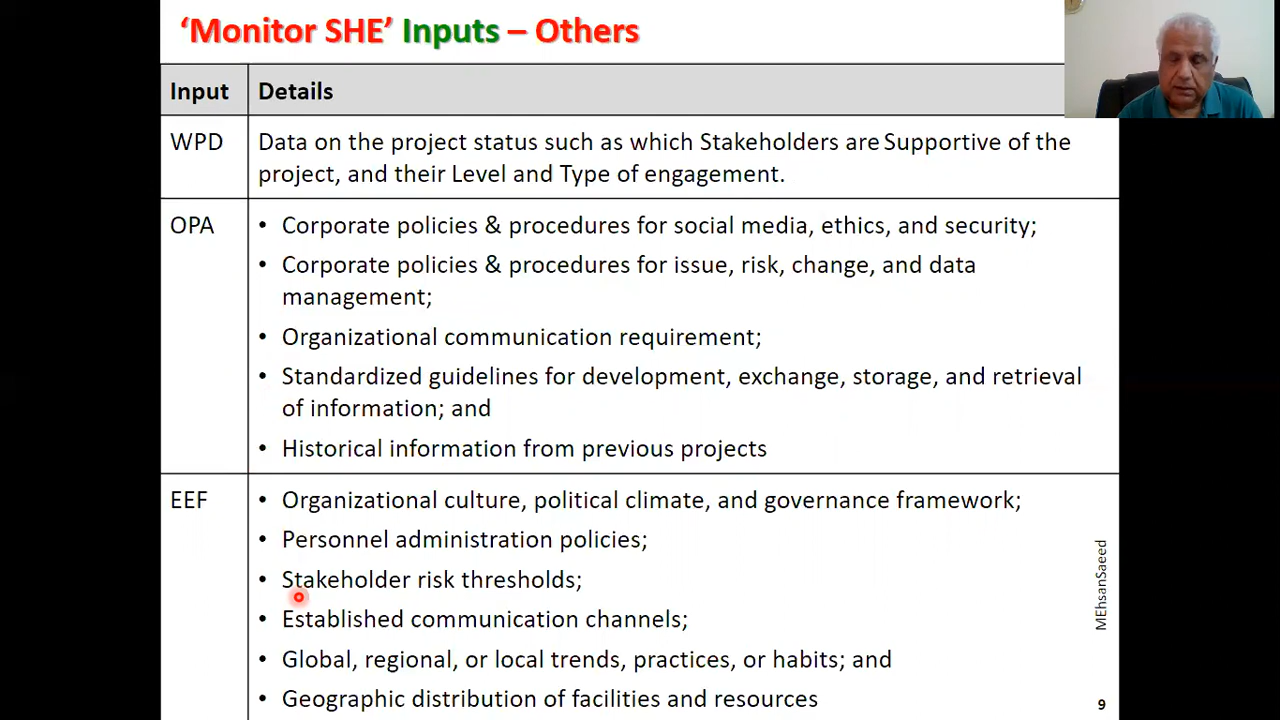 ‘Monitor SHE’ Inputs – Others
Input Details
WPD Data on the project status such as which Stakeholders are Supportive of the
project, and their Level and Type of engagement.
OPA • Corporate policies & procedures for social media, ethics, and security;
• Corporate policies & procedures for issue, risk, change, and data
management;
• Organizational communication requirement;
• Standardized guidelines for development, exchange, storage, and retrieval
of information; and
• Historical information from previous projects
EEF • Organizational culture, political climate, and governance framework;
• Personnel administration policies;
• Stakeholder risk thresholds;
• Established communication channels;
• Global, regional, or local trends, practices, or habits; and
• Geographic distribution of facilities and resources
MEhsanSaeed
9